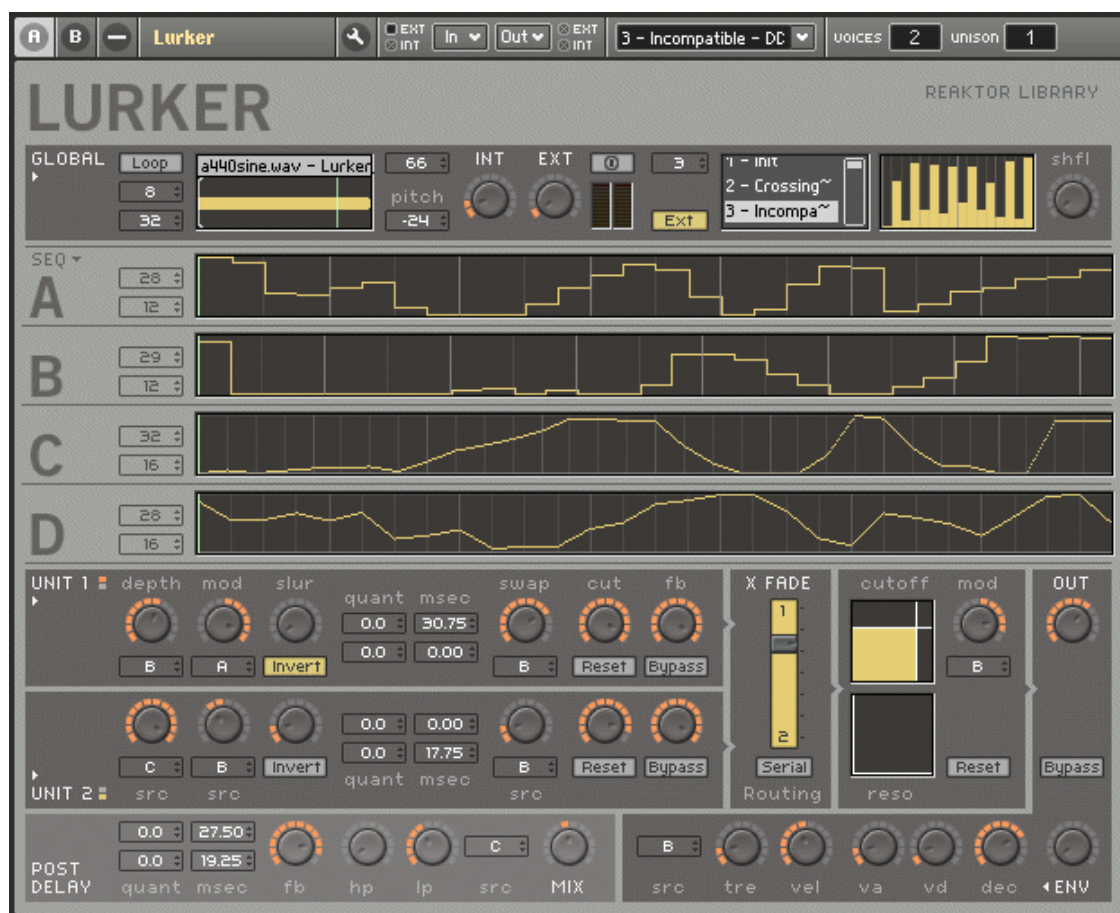 A B Lurker EXT INT In Out EXT INT 3 - Incompatible - DD VOICES 2 UNISON 1
LURKER
REAKTOR LIBRARY
GLOBAL Loop a440sine.wav - Lurker 66 INT EXT 3 1 - Init shfl
8 pitch 2 - Crossing~
32 -24 Ext 3 - Incompa~
SEQ
A 28
12
B 29
12
C 32
16
D 28
16
UNIT 1 depth mod slur quant msec swap cut fb X FADE cutoff mod OUT
0.0 30.75 1
0.0 0.00
B A Invert B Reset Bypass B
0.0 0.00
0.0 17.75 2
C B Invert quant msec B Reset Bypass Serial Reset Bypass
UNIT 2 src src src Routing reso
0.0 27.50 C B
0.0 19.25
POST
DELAY quant msec fb hp lp src MIX src tre vel va vd dec ENV